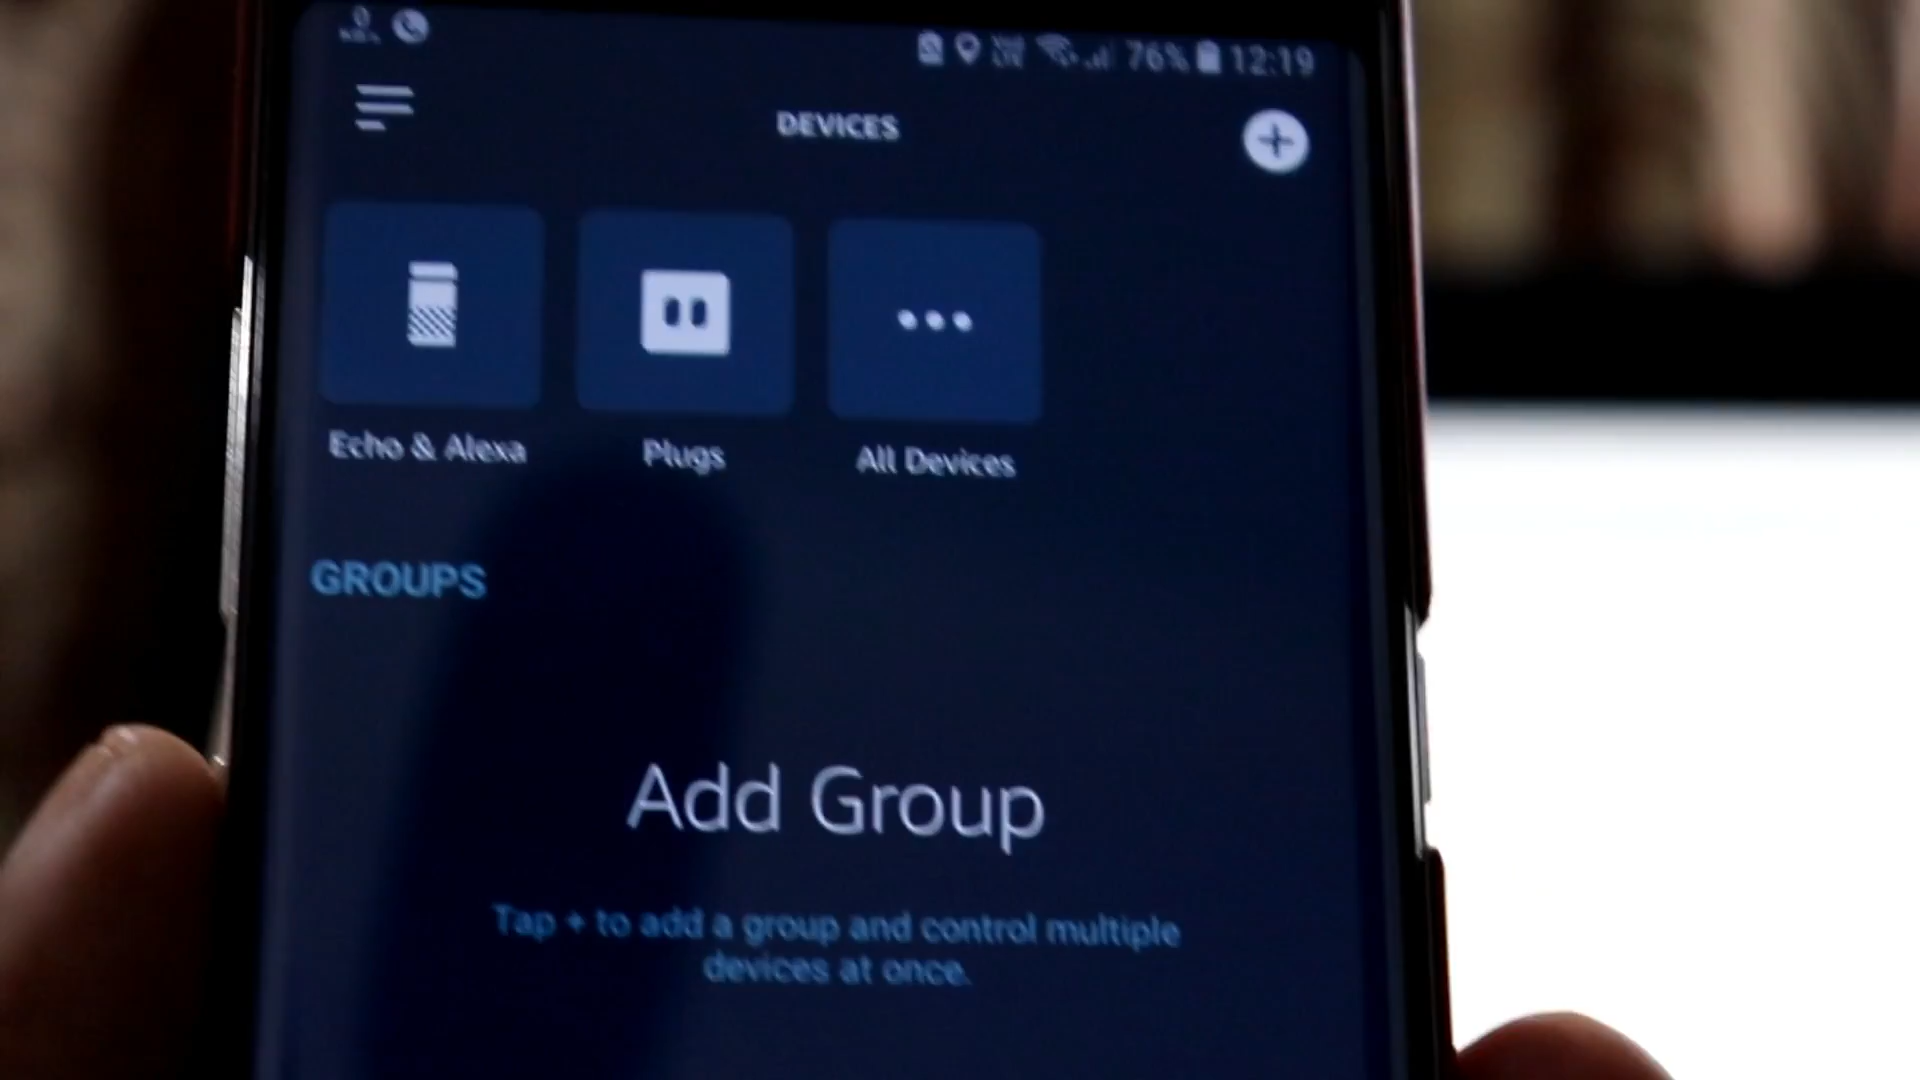 0
76% 12:19
DEVICES
Echo & Alexa
Plugs
All Devices
GROUPS
Add Group
Tap + to add a group and control multiple
devices at once.